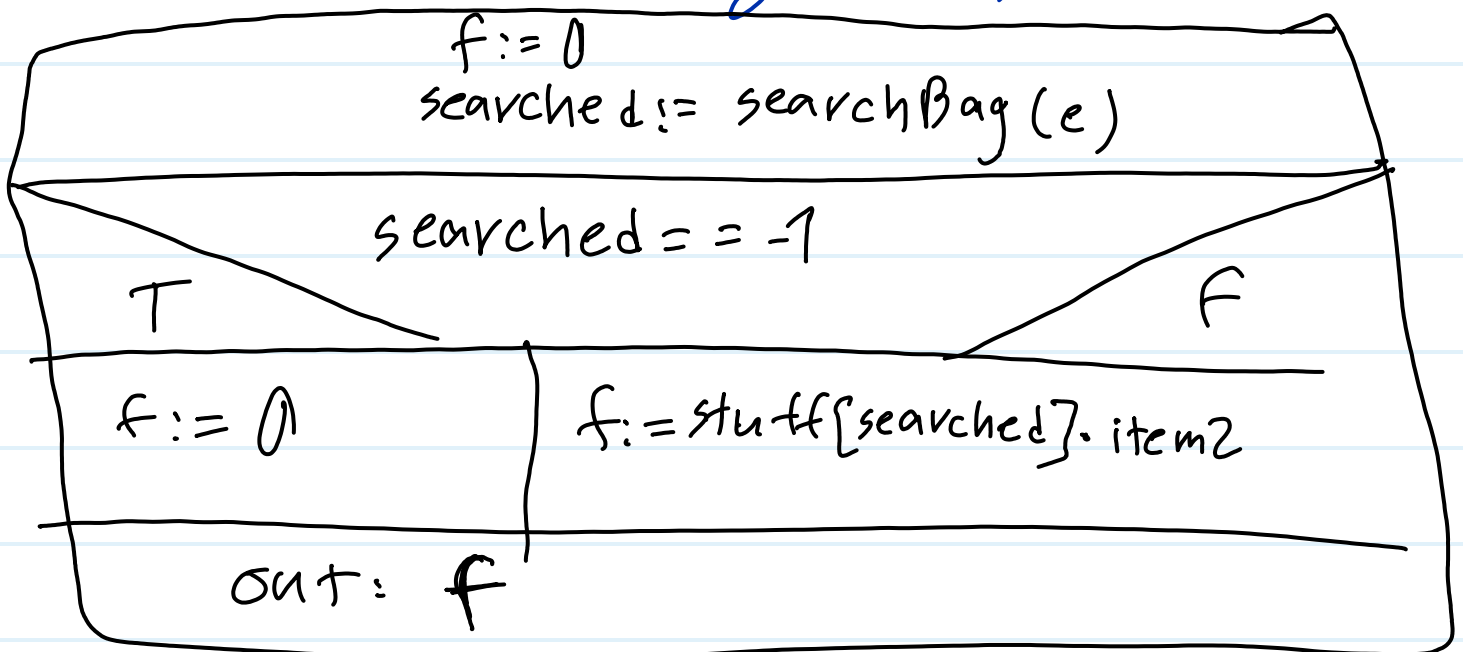 f := 0
searched := searchBag(e)
searched == -1
T
F
f := 0
f := stuff[searched].item2
out: f